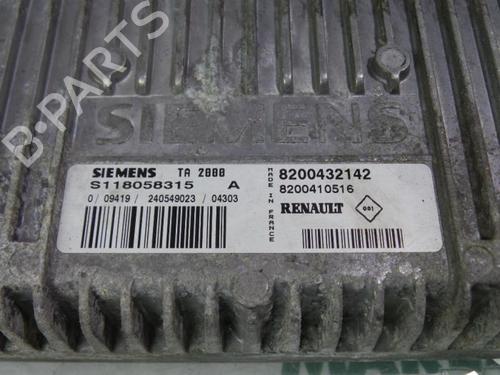 B-PARTS
SIEMENS
SIEMENS TA 2000
S118058315 A
0/ 09419/ 240549023 /04303
MADE IN FRANCE
8200432142
8200410516
RENAULT
001